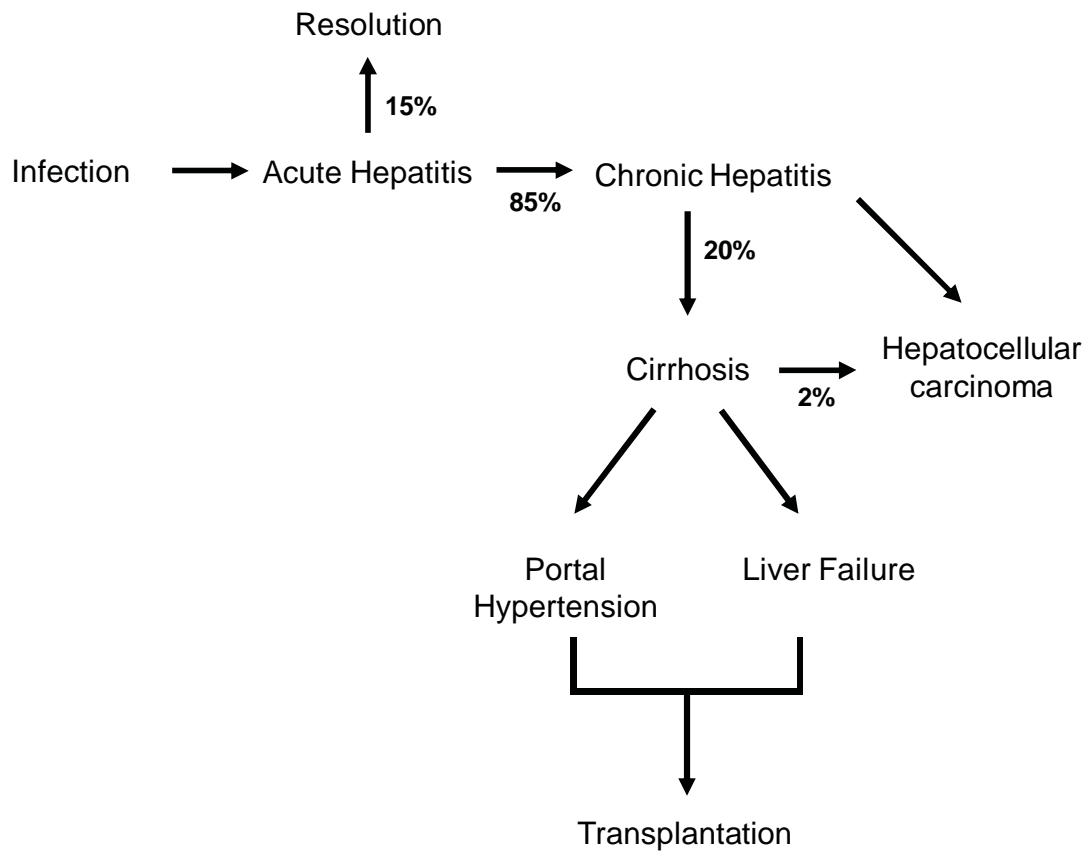 Resolution
15%
Infection
Acute Hepatitis
85%
Chronic Hepatitis
20%
Cirrhosis
2%
Hepatocellular
carcinoma
Portal
Hypertension
Liver Failure
Transplantation